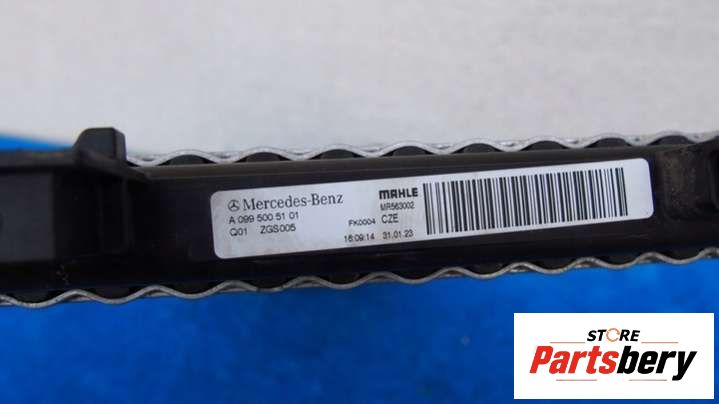 Mercedes-Benz
A 099 500 51 01
Q01 ZGS005
MAHLE
MR563002
FK0004 CZE
16:09:14 31.01.23
STORE
Partsbery